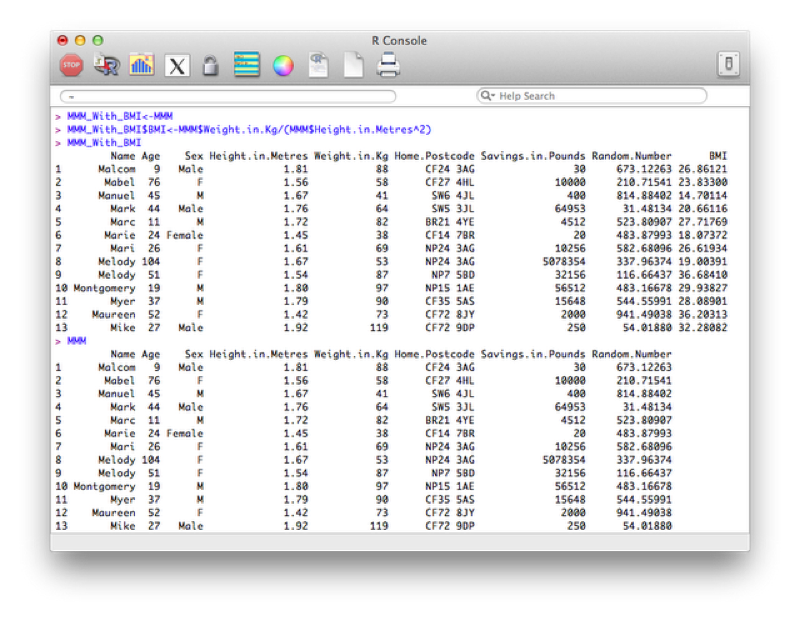 R Console
STOP
R
X
Help Search
> MMM_With_BMI<-MMM
> MMM_With_BMI$BMI<-MMM$Weight.in.Kg/(MMM$Height.in.Metres^2)
> MMM_With_BMI
Name Age Sex Height.in.Metres Weight.in.Kg Home.Postcode Savings.in.Pounds Random.Number BMI
1 Malcom 9 Male 1.81 88 CF24 3AG 30 673.12263 26.86121
2 Mabel 76 F 1.56 58 CF27 4HL 10000 210.71541 23.83300
3 Manuel 45 M 1.67 41 SW6 4JL 400 814.88402 14.70114
4 Mark 44 Male 1.76 64 SW5 3JL 64953 31.48134 20.66116
5 Marc 11 M 1.72 82 BR21 4YE 4512 523.80907 27.71769
6 Marie 24 Female 1.45 38 CF14 7BR 20 483.87993 18.07372
7 Mari 26 F 1.61 69 NP24 3AG 10256 582.68096 26.61934
8 Melody 104 F 1.67 53 NP24 3AG 5078354 337.96374 19.00391
9 Melody 51 F 1.54 87 NP7 5BD 32156 116.66437 36.68410
10 Montgomery 19 M 1.80 97 NP15 1AE 56512 483.16678 29.93827
11 Myer 37 M 1.79 90 CF35 5AS 15648 544.55991 28.08901
12 Maureen 52 F 1.42 73 CF72 8JY 2000 941.49038 36.20313
13 Mike 27 Male 1.92 119 CF72 9DP 250 54.01880 32.28082
> MMM
Name Age Sex Height.in.Metres Weight.in.Kg Home.Postcode Savings.in.Pounds Random.Number
1 Malcom 9 Male 1.81 88 CF24 3AG 30 673.12263
2 Mabel 76 F 1.56 58 CF27 4HL 10000 210.71541
3 Manuel 45 M 1.67 41 SW6 4JL 400 814.88402
4 Mark 44 Male 1.76 64 SW5 3JL 64953 31.48134
5 Marc 11 M 1.72 82 BR21 4YE 4512 523.80907
6 Marie 24 Female 1.45 38 CF14 7BR 20 483.87993
7 Mari 26 F 1.61 69 NP24 3AG 10256 582.68096
8 Melody 104 F 1.67 53 NP24 3AG 5078354 337.96374
9 Melody 51 F 1.54 87 NP7 5BD 32156 116.66437
10 Montgomery 19 M 1.80 97 NP15 1AE 56512 483.16678
11 Myer 37 M 1.79 90 CF35 5AS 15648 544.55991
12 Maureen 52 F 1.42 73 CF72 8JY 2000 941.49038
13 Mike 27 Male 1.92 119 CF72 9DP 250 54.01880